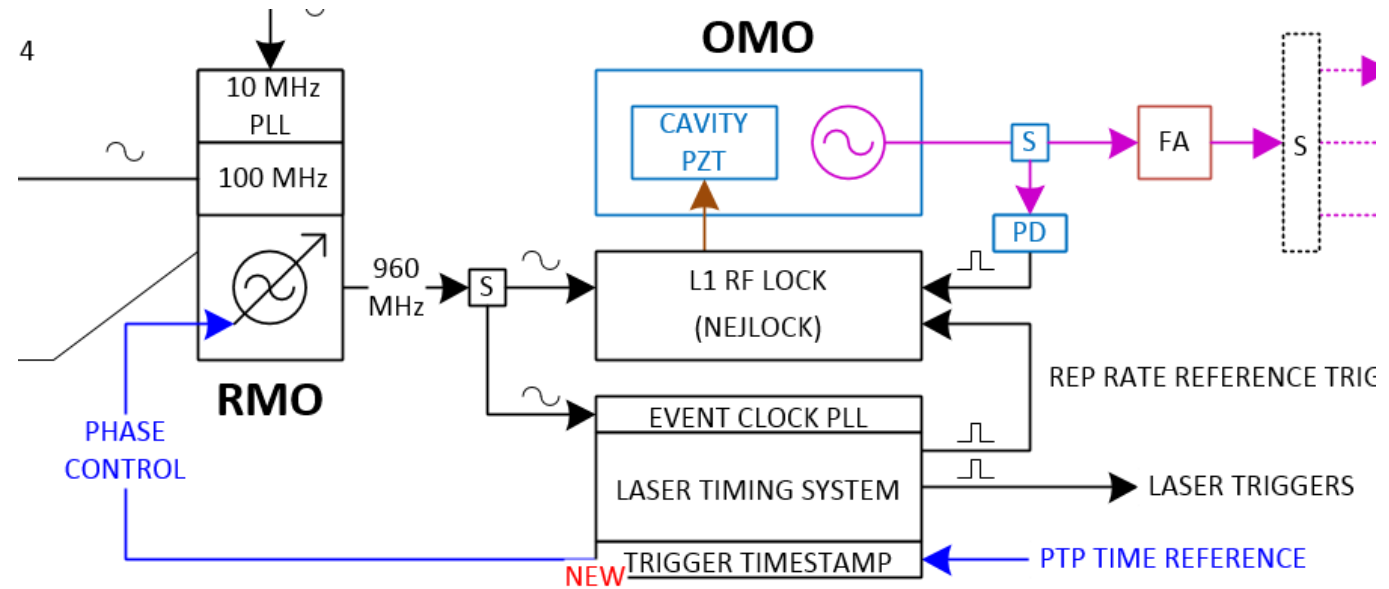 4
10 MHz
PLL
100 MHz
RMO
960
MHz
S
OMO
CAVITY
PZT
S
FA
S
PD
L1 RF LOCK
(NEJLOCK)
REP RATE REFERENCE TRIG
EVENT CLOCK PLL
LASER TIMING SYSTEM
LASER TRIGGERS
TRIGGER TIMESTAMP
PTP TIME REFERENCE
NEW
PHASE
CONTROL